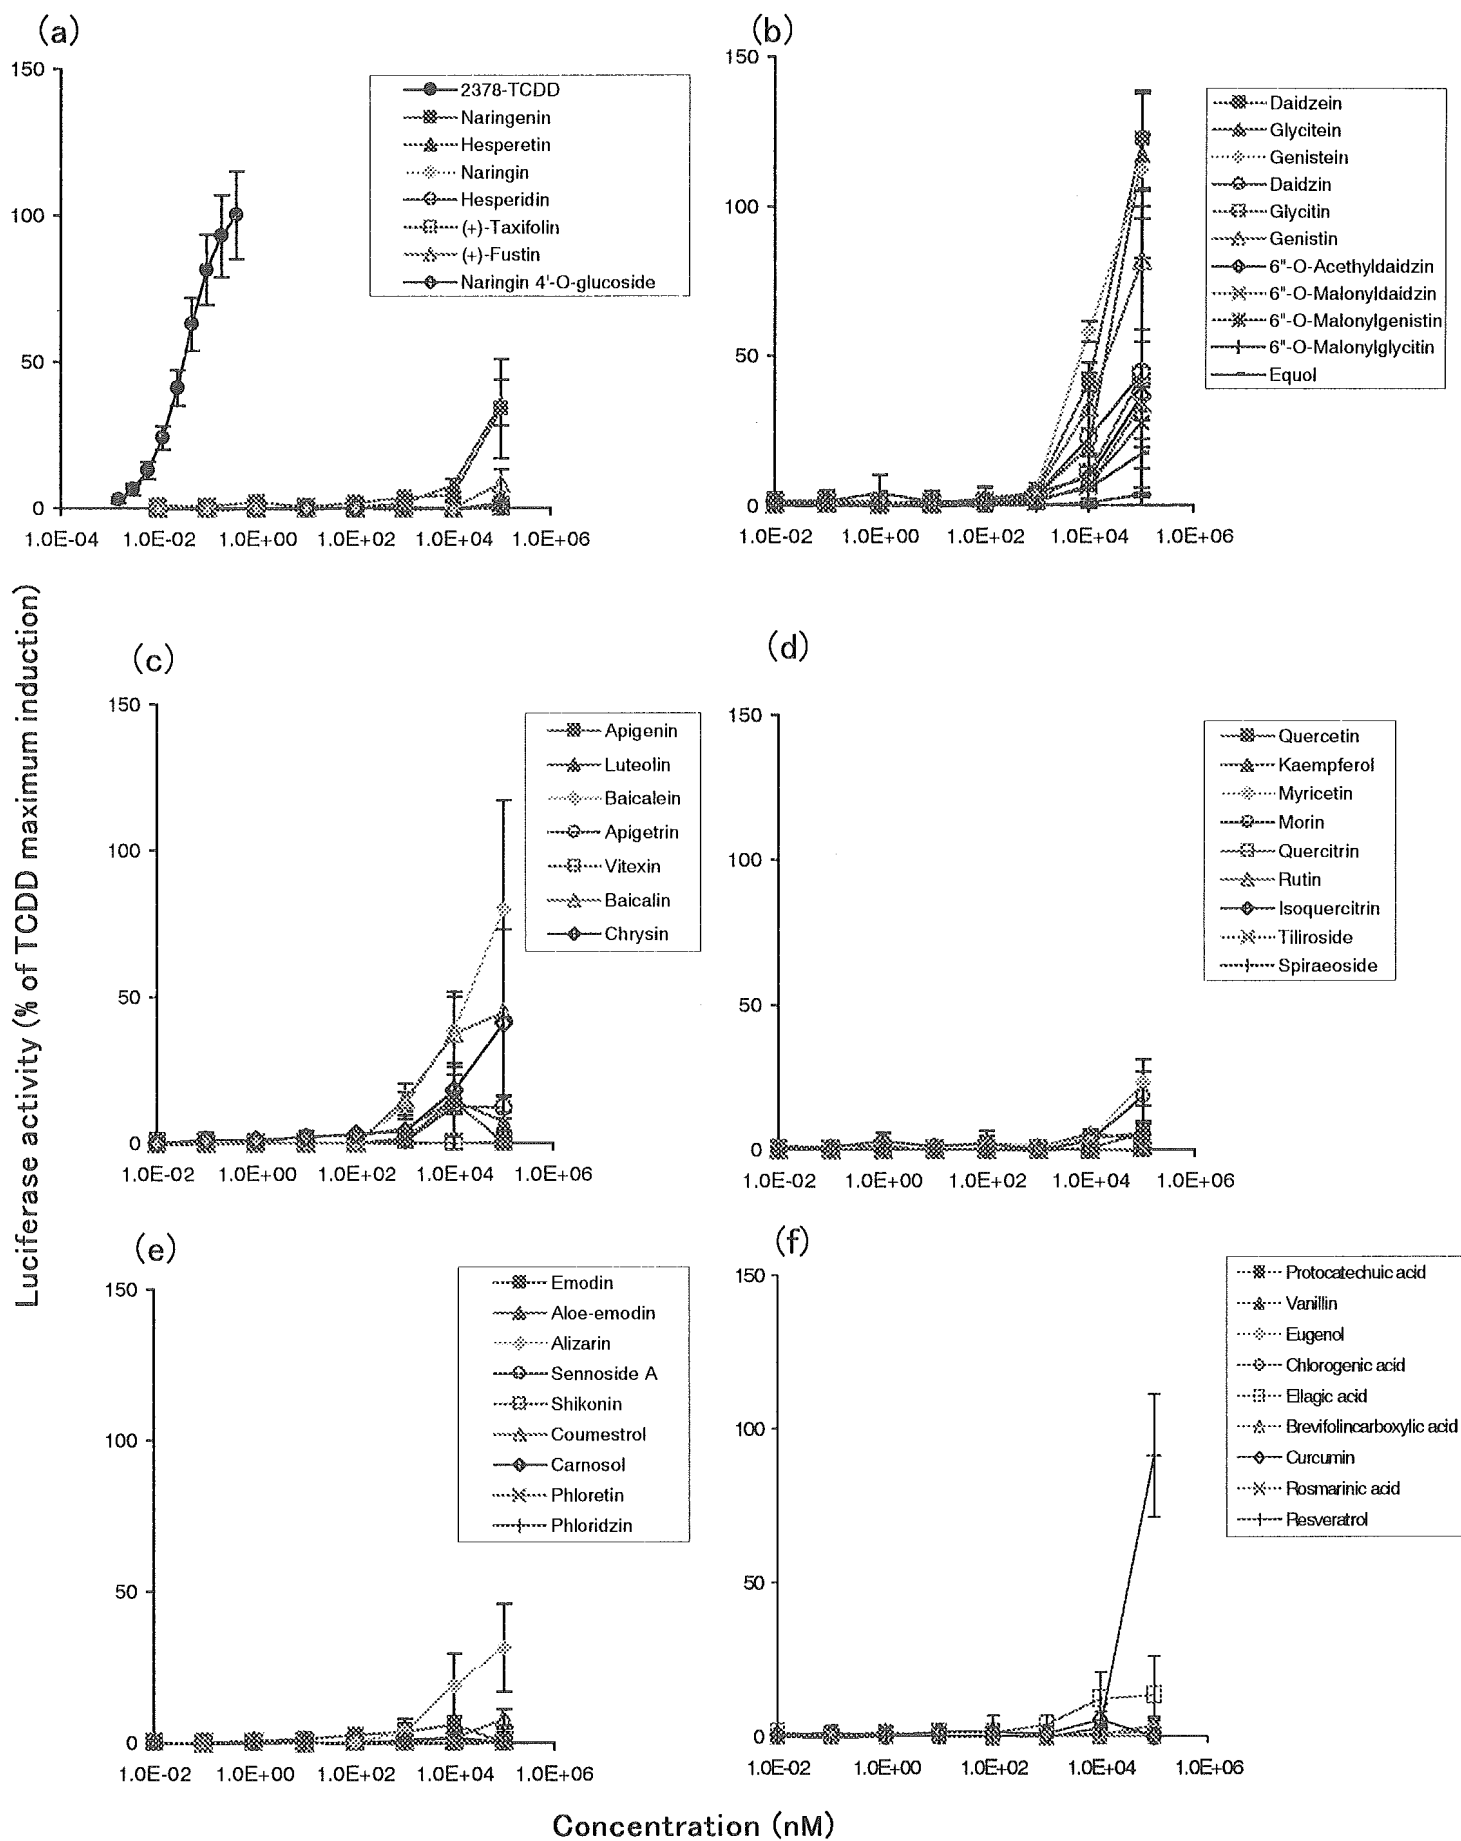 (a)
150
100
50
0
1.0E-04 1.0E-02 1.0E+00 1.0E+02 1.0E+04 1.0E+06
2378-TCDD
Naringenin
Hesperetin
Naringin
Hesperidin
(+)-Taxifolin
(+)-Fustin
Naringin 4'-O-glucoside
(b)
150
100
50
0
1.0E-02 1.0E+00 1.0E+02 1.0E+04 1.0E+06
Daidzein
Glycitein
Genistein
Daidzin
Glycitin
Genistin
6"-O-Acethyldaidzin
6"-O-Malonyldaidzin
6"-O-Malonylgenistin
6"-O-Malonylglycitin
Equol
Luciferase activity (% of TCDD maximum induction)
(c)
150
100
50
0
1.0E-02 1.0E+00 1.0E+02 1.0E+04 1.0E+06
Apigenin
Luteolin
Baicalein
Apigetrin
Vitexin
Baicalin
Chrysin
(d)
150
100
50
0
1.0E-02 1.0E+00 1.0E+02 1.0E+04 1.0E+06
Quercetin
Kaempferol
Myricetin
Morin
Quercitrin
Rutin
Isoquercitrin
Tiliroside
Spiraeoside
(e)
150
100
50
0
1.0E-02 1.0E+00 1.0E+02 1.0E+04 1.0E+06
Emodin
Aloe-emodin
Alizarin
Sennoside A
Shikonin
Coumestrol
Carnosol
Phloretin
Phloridzin
(f)
150
100
50
0
1.0E-02 1.0E+00 1.0E+02 1.0E+04 1.0E+06
Protocatechuic acid
Vanillin
Eugenol
Chlorogenic acid
Ellagic acid
Brevifolincarboxylic acid
Curcumin
Rosmarinic acid
Resveratrol
Concentration (nM)